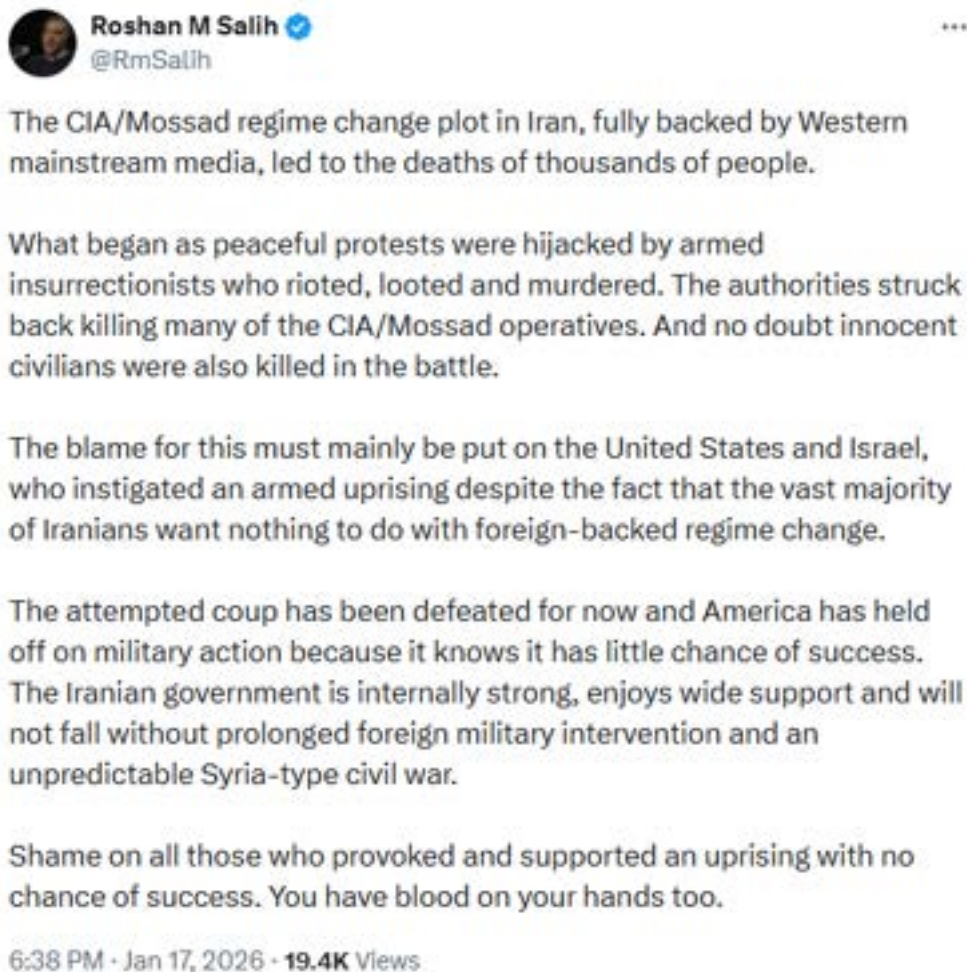 Roshan M Salih
@RmSalih
The CIA/Mossad regime change plot in Iran, fully backed by Western
mainstream media, led to the deaths of thousands of people.
What began as peaceful protests were hijacked by armed
insurrectionists who rioted, looted and murdered. The authorities struck
back killing many of the CIA/Mossad operatives. And no doubt innocent
civilians were also killed in the battle.
The blame for this must mainly be put on the United States and Israel,
who instigated an armed uprising despite the fact that the vast majority
of Iranians want nothing to do with foreign-backed regime change.
The attempted coup has been defeated for now and America has held
off on military action because it knows it has little chance of success.
The Iranian government is internally strong, enjoys wide support and will
not fall without prolonged foreign military intervention and an
unpredictable Syria-type civil war.
Shame on all those who provoked and supported an uprising with no
chance of success. You have blood on your hands too.
6:38 PM · Jan 17, 2026 · 19.4K Views